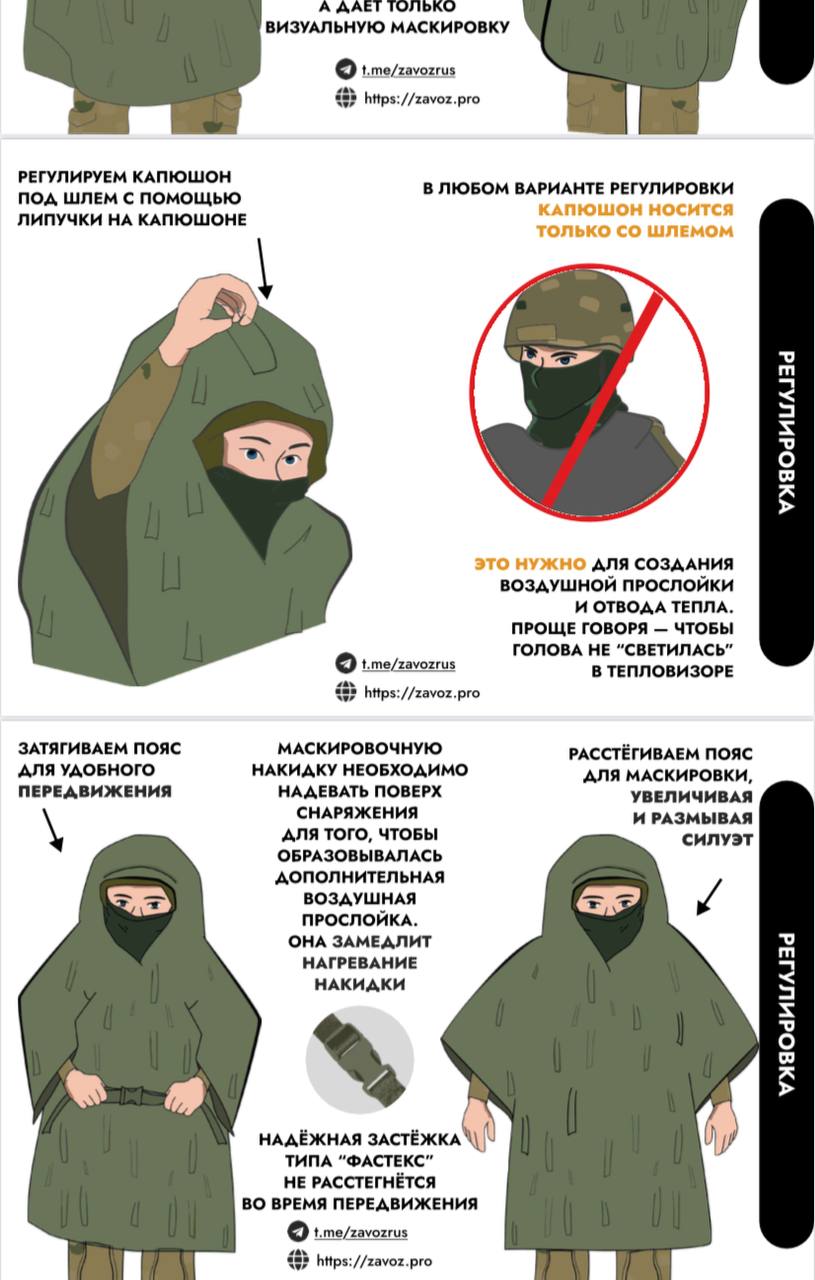 А ДАЁТ ТОЛЬКО
ВИЗУАЛЬНУЮ МАСКИРОВКУ
t.me/zavozrus
https://zavoz.pro
РЕГУЛИРУЕМ КАПЮШОН
ПОД ШЛЕМ С ПОМОЩЬЮ
ЛИПУЧКИ НА КАПЮШОНЕ
В ЛЮБОМ ВАРИАНТЕ РЕГУЛИРОВКИ
КАПЮШОН НОСИТСЯ
ТОЛЬКО СО ШЛЕМОМ
ЭТО НУЖНО ДЛЯ СОЗДАНИЯ
ВОЗДУШНОЙ ПРОСЛОЙКИ
И ОТВОДА ТЕПЛА.
ПРОЩЕ ГОВОРЯ — ЧТОБЫ
ГОЛОВА НЕ “СВЕТИЛАСЬ”
В ТЕПЛОВИЗОРЕ
РЕГУЛИРОВКА
t.me/zavozrus
https://zavoz.pro
ЗАТЯГИВАЕМ ПОЯС
ДЛЯ УДОБНОГО
ПЕРЕДВИЖЕНИЯ
МАСКИРОВОЧНУЮ
НАКИДКУ НЕОБХОДИМО
НАДЕВАТЬ ПОВЕРХ
СНАРЯЖЕНИЯ
ДЛЯ ТОГО, ЧТОБЫ
ОБРАЗОВЫВАЛАСЬ
ДОПОЛНИТЕЛЬНАЯ
ВОЗДУШНАЯ
ПРОСЛОЙКА.
ОНА ЗАМЕДЛИТ
НАГРЕВАНИЕ
НАКИДКИ
РАССТЁГИВАЕМ ПОЯС
ДЛЯ МАСКИРОВКИ,
УВЕЛИЧИВАЯ
И РАЗМЫВАЯ
СИЛУЭТ
НАДЁЖНАЯ ЗАСТЁЖКА
ТИПА “ФАСТЕКС”
НЕ РАССТЕГНЁТСЯ
ВО ВРЕМЯ ПЕРЕДВИЖЕНИЯ
РЕГУЛИРОВКА
t.me/zavozrus
https://zavoz.pro